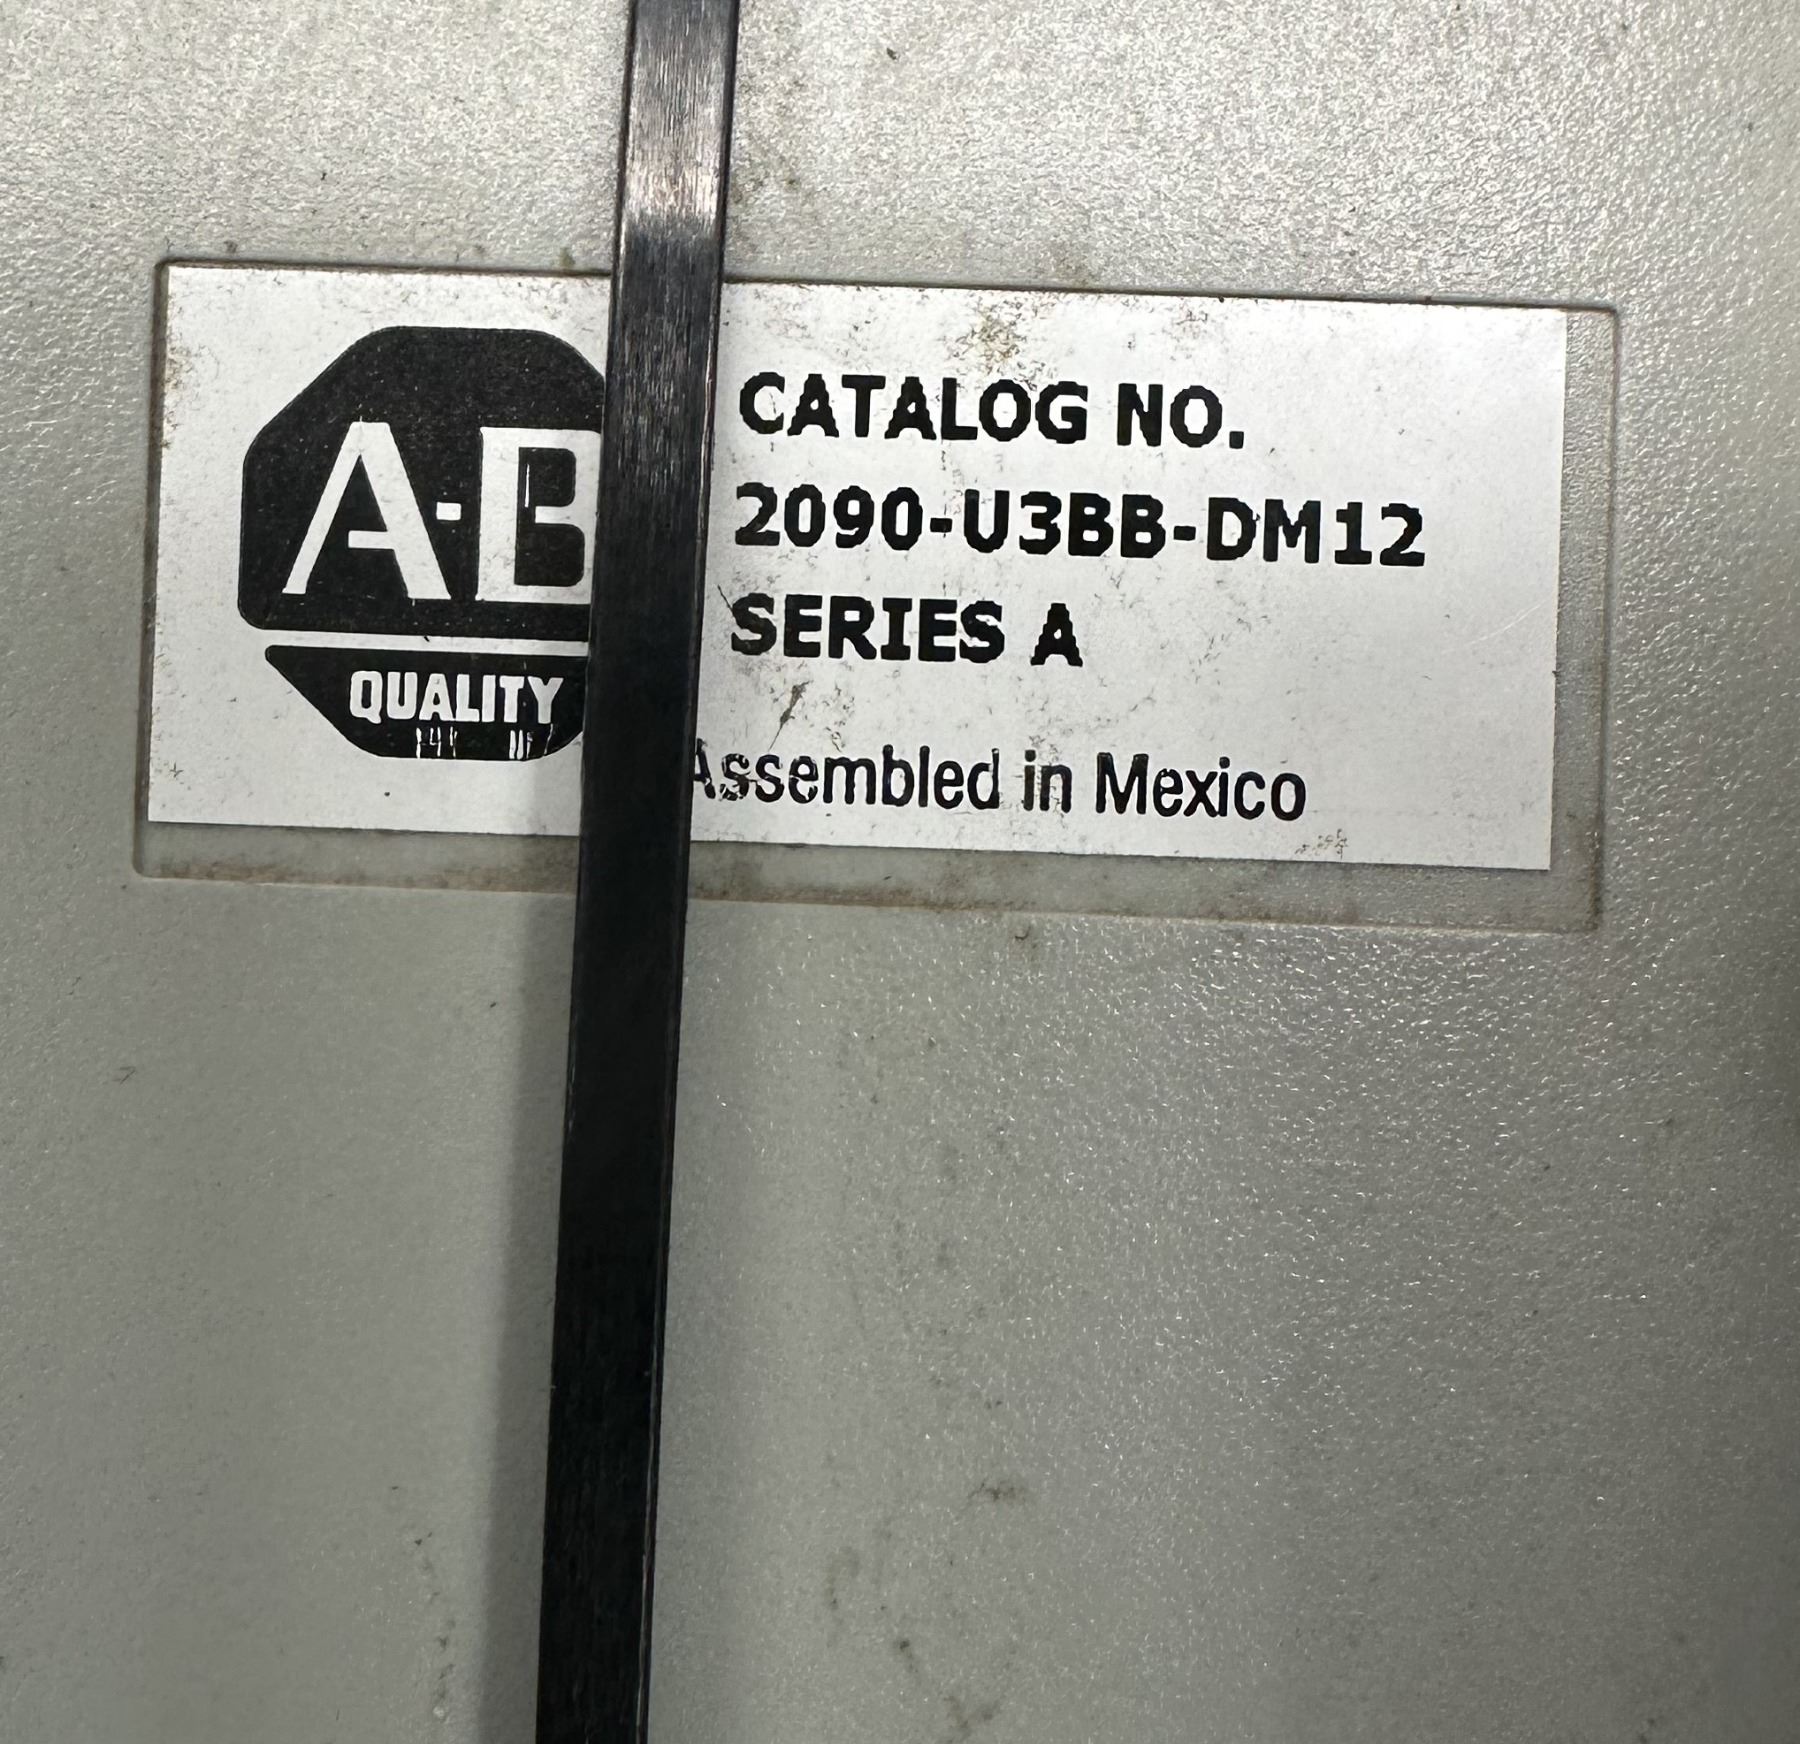 A-B
QUALITY
CATALOG NO.
2090-U3BB-DM12
SERIES A
Assembled in Mexico